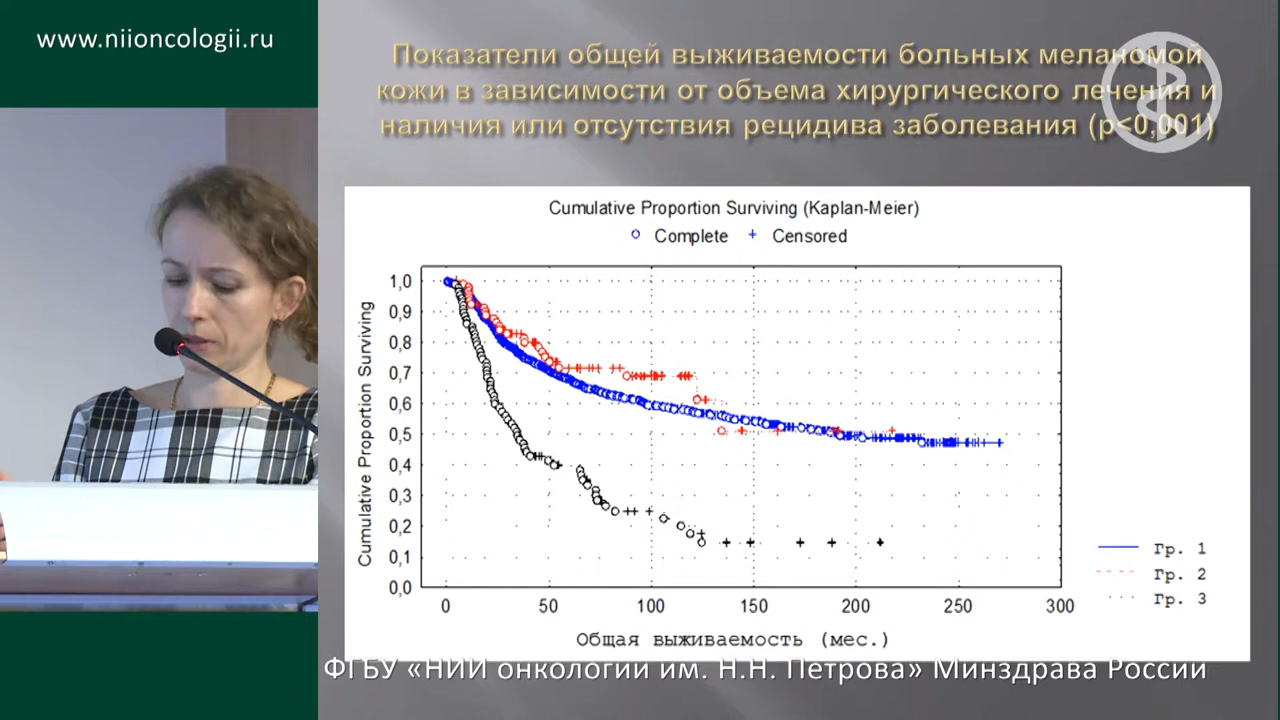 www.niioncologii.ru
Показатели общей выживаемости больных меланомой
кожи в зависимости от объема хирургического лечения и
наличия или отсутствия рецидива заболевания (p<0,001)
Cumulative Proportion Surviving (Kaplan-Meier)
Complete Censored
Cumulative Proportion Surviving
1,0
0,9
0,8
0,7
0,6
0,5
0,4
0,3
0,2
0,1
0,0
0 50 100 150 200 250 300
Общая выживаемость (мес.)
Гр. 1
Гр. 2
Гр. 3
ФГБУ «НИИ онкологии им. Н.Н. Петрова» Минздрава России